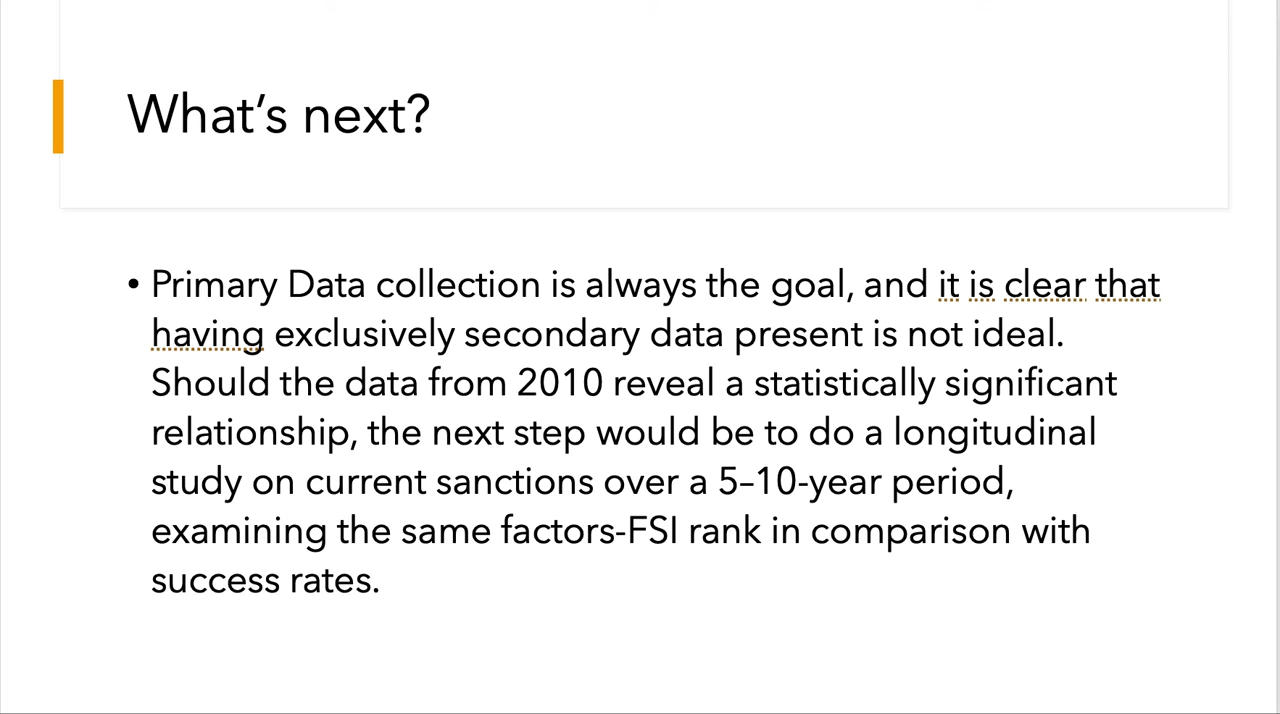 What’s next?
• Primary Data collection is always the goal, and it is clear that
having exclusively secondary data present is not ideal.
Should the data from 2010 reveal a statistically significant
relationship, the next step would be to do a longitudinal
study on current sanctions over a 5–10-year period,
examining the same factors-FSI rank in comparison with
success rates.